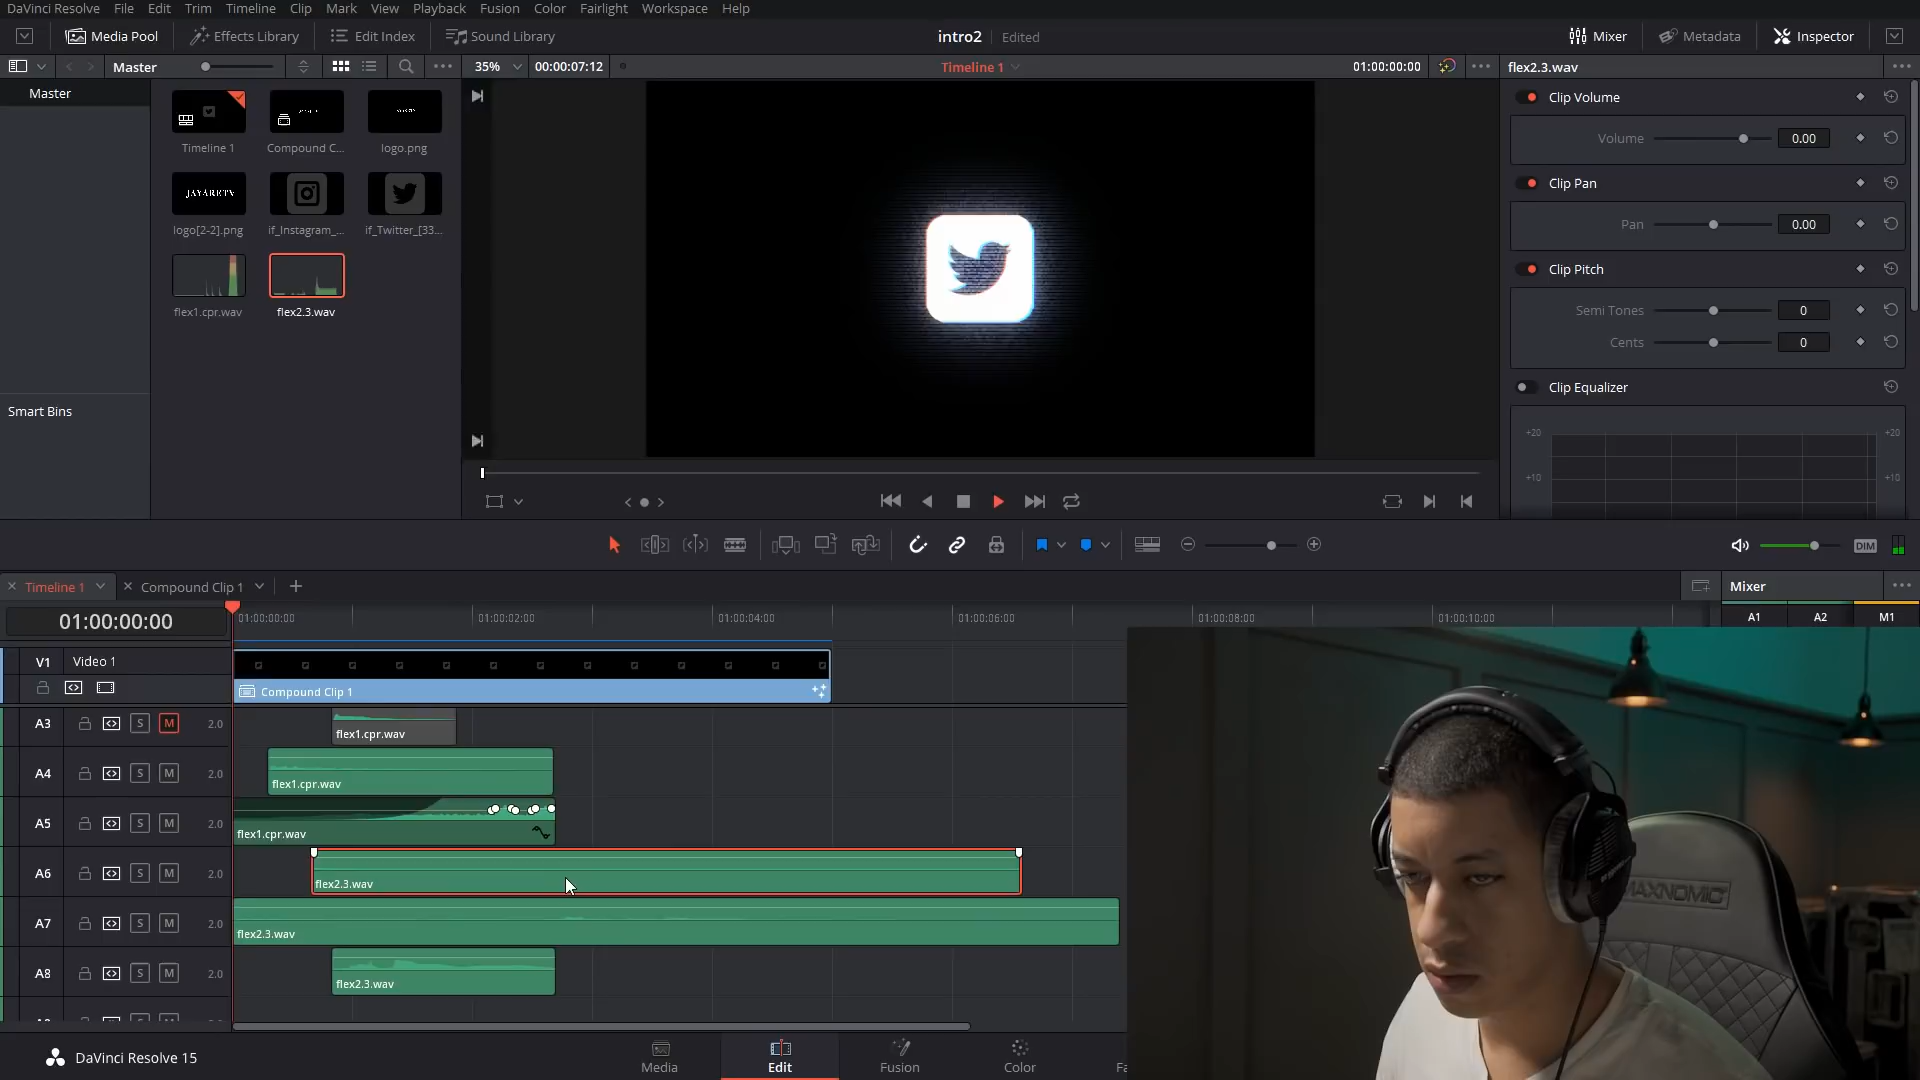 DaVinci Resolve File Edit Trim Timeline Clip Mark View Playback Fusion Color Fairlight Workspace Help
Media Pool Effects Library Edit Index Sound Library intro2 Edited Mixer Metadata Inspector
Master 35% 00:00:07:12 Timeline 1 01:00:00:00 flex2.3.wav
Master
Clip Volume
Volume 0.00
Timeline 1 Compound C... logo.png
Clip Pan
JAYARETV
Pan 0.00
logo[2-2].png if_Instagram_... if_Twitter_[33...
Clip Pitch
Semi Tones 0
flex1.cpr.wav flex2.3.wav
Cents 0
Clip Equalizer
Smart Bins
+20 +20
+10 +10
DIM
Timeline 1 Compound Clip 1 Mixer
01:00:00:00 01:00:00:00 01:00:02:00 01:00:04:00 01:00:06:00 01:00:08:00 01:00:10:00 A1 A2 M1
V1 Video 1
Compound Clip 1
A3 S M 2.0 flex1.cpr.wav
A4 S M 2.0 flex1.cpr.wav
A5 S M 2.0 flex1.cpr.wav
A6 S M 2.0 flex2.3.wav
A7 S M 2.0 flex2.3.wav
A8 S M 2.0 flex2.3.wav
MAXNOMIC
DaVinci Resolve 15 Media Edit Fusion Color Fa